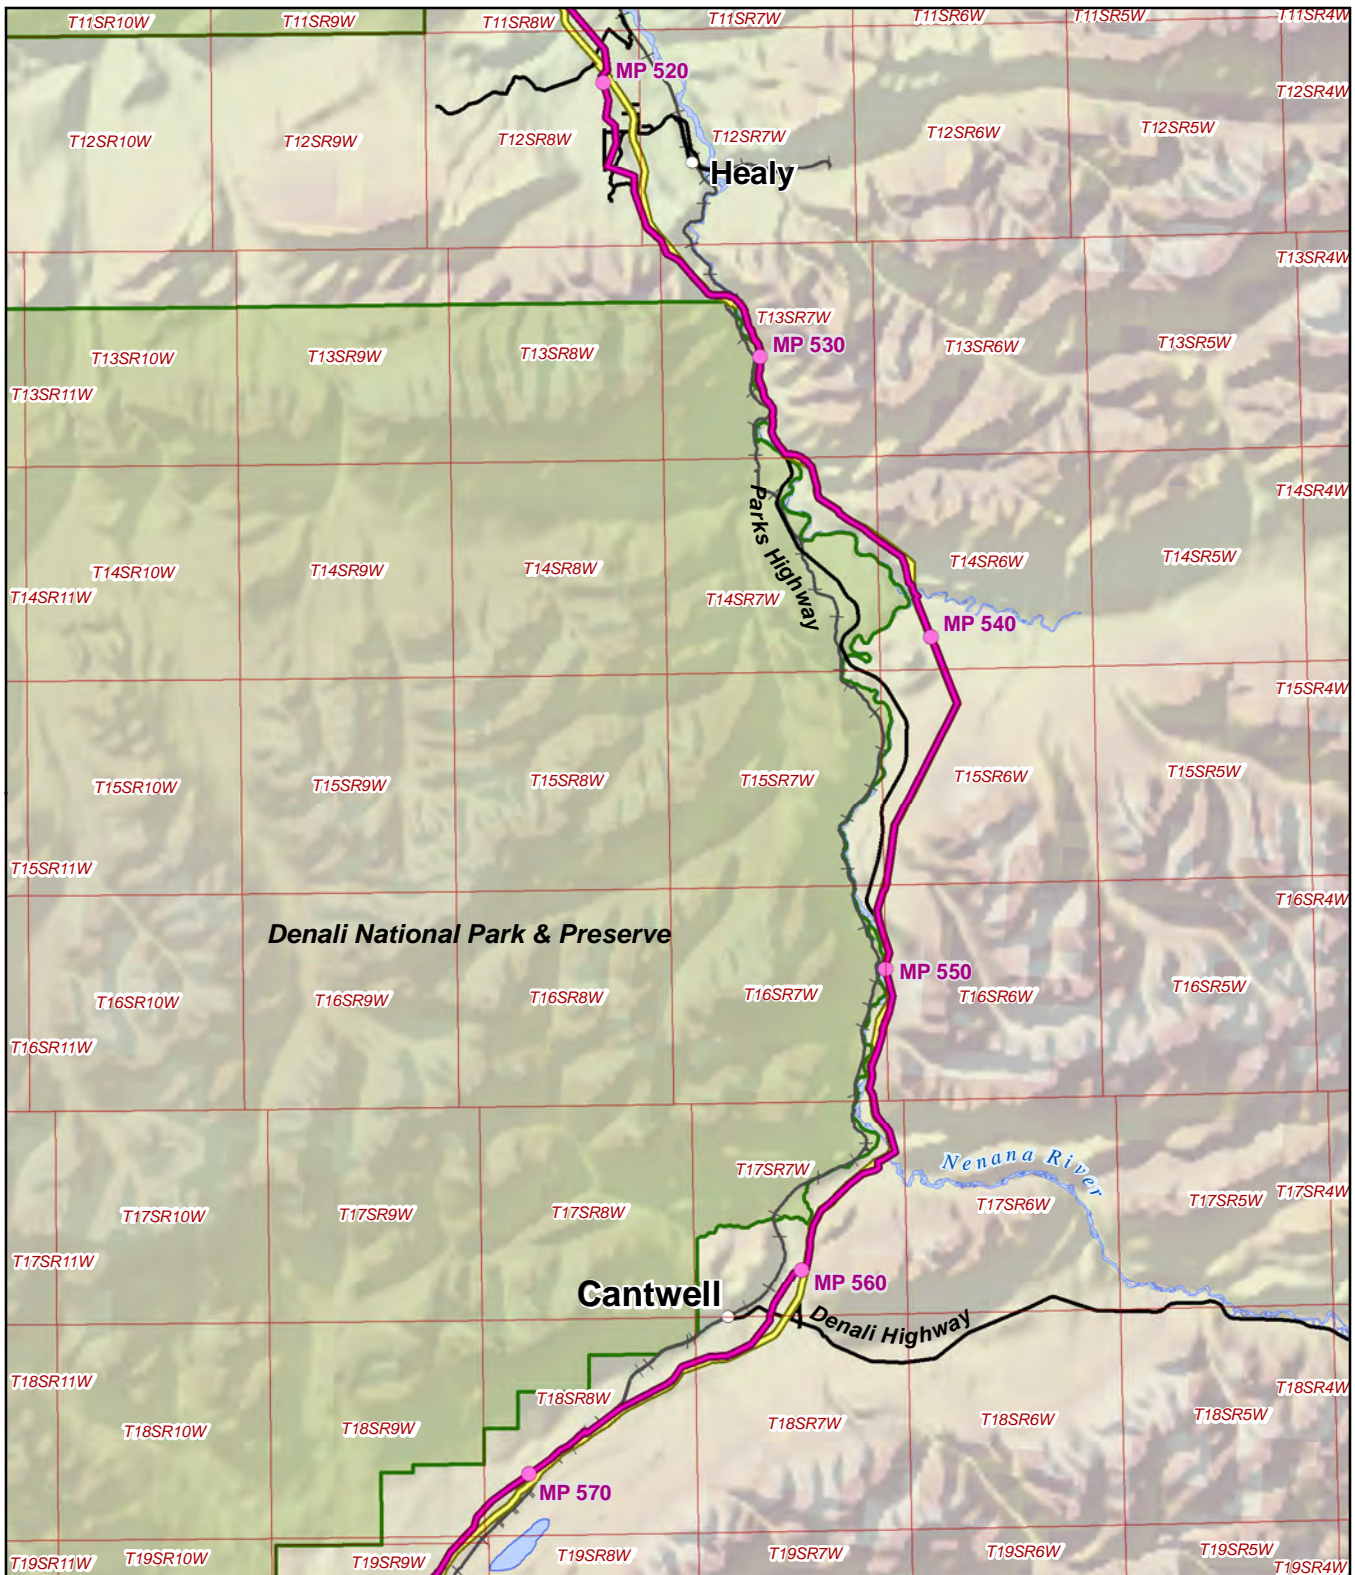 T11SR10W
T11SR9W
T11SR8W
T11SR7W
T11SR6W
T11SR5W
T11SR4W
MP 520
T12SR4W
T12SR10W
T12SR9W
T12SR8W
T12SR7W
T12SR6W
T12SR5W
Healy
T13SR4W
T13SR7W
T13SR10W
T13SR9W
T13SR8W
MP 530
T13SR6W
T13SR5W
T13SR11W
T14SR4W
Parks Highway
T14SR10W
T14SR9W
T14SR8W
T14SR6W
T14SR5W
T14SR11W
T14SR7W
MP 540
T15SR4W
T15SR10W
T15SR9W
T15SR8W
T15SR7W
T15SR6W
T15SR5W
T15SR11W
T16SR4W
Denali National Park & Preserve
MP 550
T16SR10W
T16SR9W
T16SR8W
T16SR7W
T16SR6W
T16SR5W
T16SR11W
Nenana River
T17SR7W
T17SR4W
T17SR10W
T17SR9W
T17SR8W
T17SR6W
T17SR5W
T17SR11W
MP 560
Cantwell
Denali Highway
T18SR11W
T18SR8W
T18SR4W
T18SR10W
T18SR9W
T18SR7W
T18SR6W
T18SR5W
MP 570
T19SR11W
T19SR10W
T19SR9W
T19SR8W
T19SR7W
T19SR6W
T19SR5W
T19SR4W